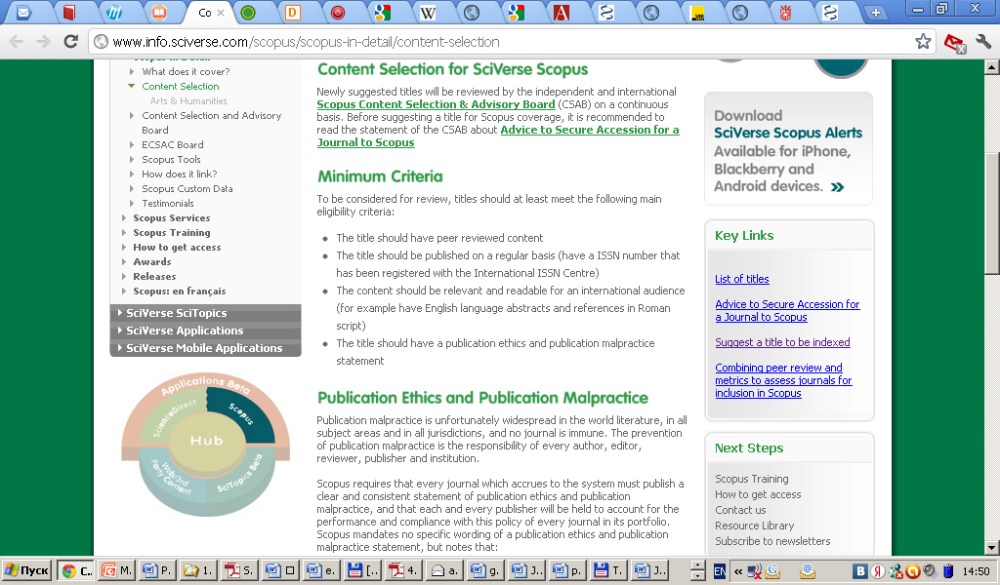 Co
www.info.sciverse.com/scopus/scopus-in-detail/content-selection
What does it cover?
Content Selection
Arts & Humanities
Content Selection and Advisory
Board
ECSAC Board
Scopus Tools
How does it link?
Scopus Custom Data
Testimonials
Scopus Services
Scopus Training
How to get access
Awards
Releases
Scopus: en français
SciVerse SciTopics
SciVerse Applications
SciVerse Mobile Applications
Applications Beta
ScienceDirect
Scopus
Hub
Web/3rd
Party Content
SciTopics Beta
Content Selection for SciVerse Scopus
Newly suggested titles will be reviewed by the independent and international
Scopus Content Selection & Advisory Board (CSAB) on a continuous
basis. Before suggesting a title for Scopus coverage, it is recommended to
read the statement of the CSAB about Advice to Secure Accession for a
Journal to Scopus
Minimum Criteria
To be considered for review, titles should at least meet the following main
eligibility criteria:
The title should have peer reviewed content
The title should be published on a regular basis (have a ISSN number that
has been registered with the International ISSN Centre)
The content should be relevant and readable for an international audience
(for example have English language abstracts and references in Roman
script)
The title should have a publication ethics and publication malpractice
statement
Publication Ethics and Publication Malpractice
Publication malpractice is unfortunately widespread in the world literature, in all
subject areas and in all jurisdictions, and no journal is immune. The prevention
of publication malpractice is the responsibility of every author, editor,
reviewer, publisher and institution.
Scopus requires that every journal which accrues to the system must publish a
clear and consistent statement of publication ethics and publication
malpractice, and that each and every publisher will be held to account for the
performance and compliance with this policy of every journal in its portfolio.
Scopus mandates no specific wording of a publication ethics and publication
malpractice statement, but notes that:
Download
SciVerse Scopus Alerts
Available for iPhone,
Blackberry and
Android devices.
Key Links
List of titles
Advice to Secure Accession for
a Journal to Scopus
Suggest a title to be indexed
Combining peer review and
metrics to assess journals for
inclusion in Scopus
Next Steps
Scopus Training
How to get access
Contact us
Resource Library
Subscribe to newsletters
Пуск
C..
M.
P.
1.
S.
e.
[..
4.
a.
g.
J..
p.
T.
J..
EN
14:50